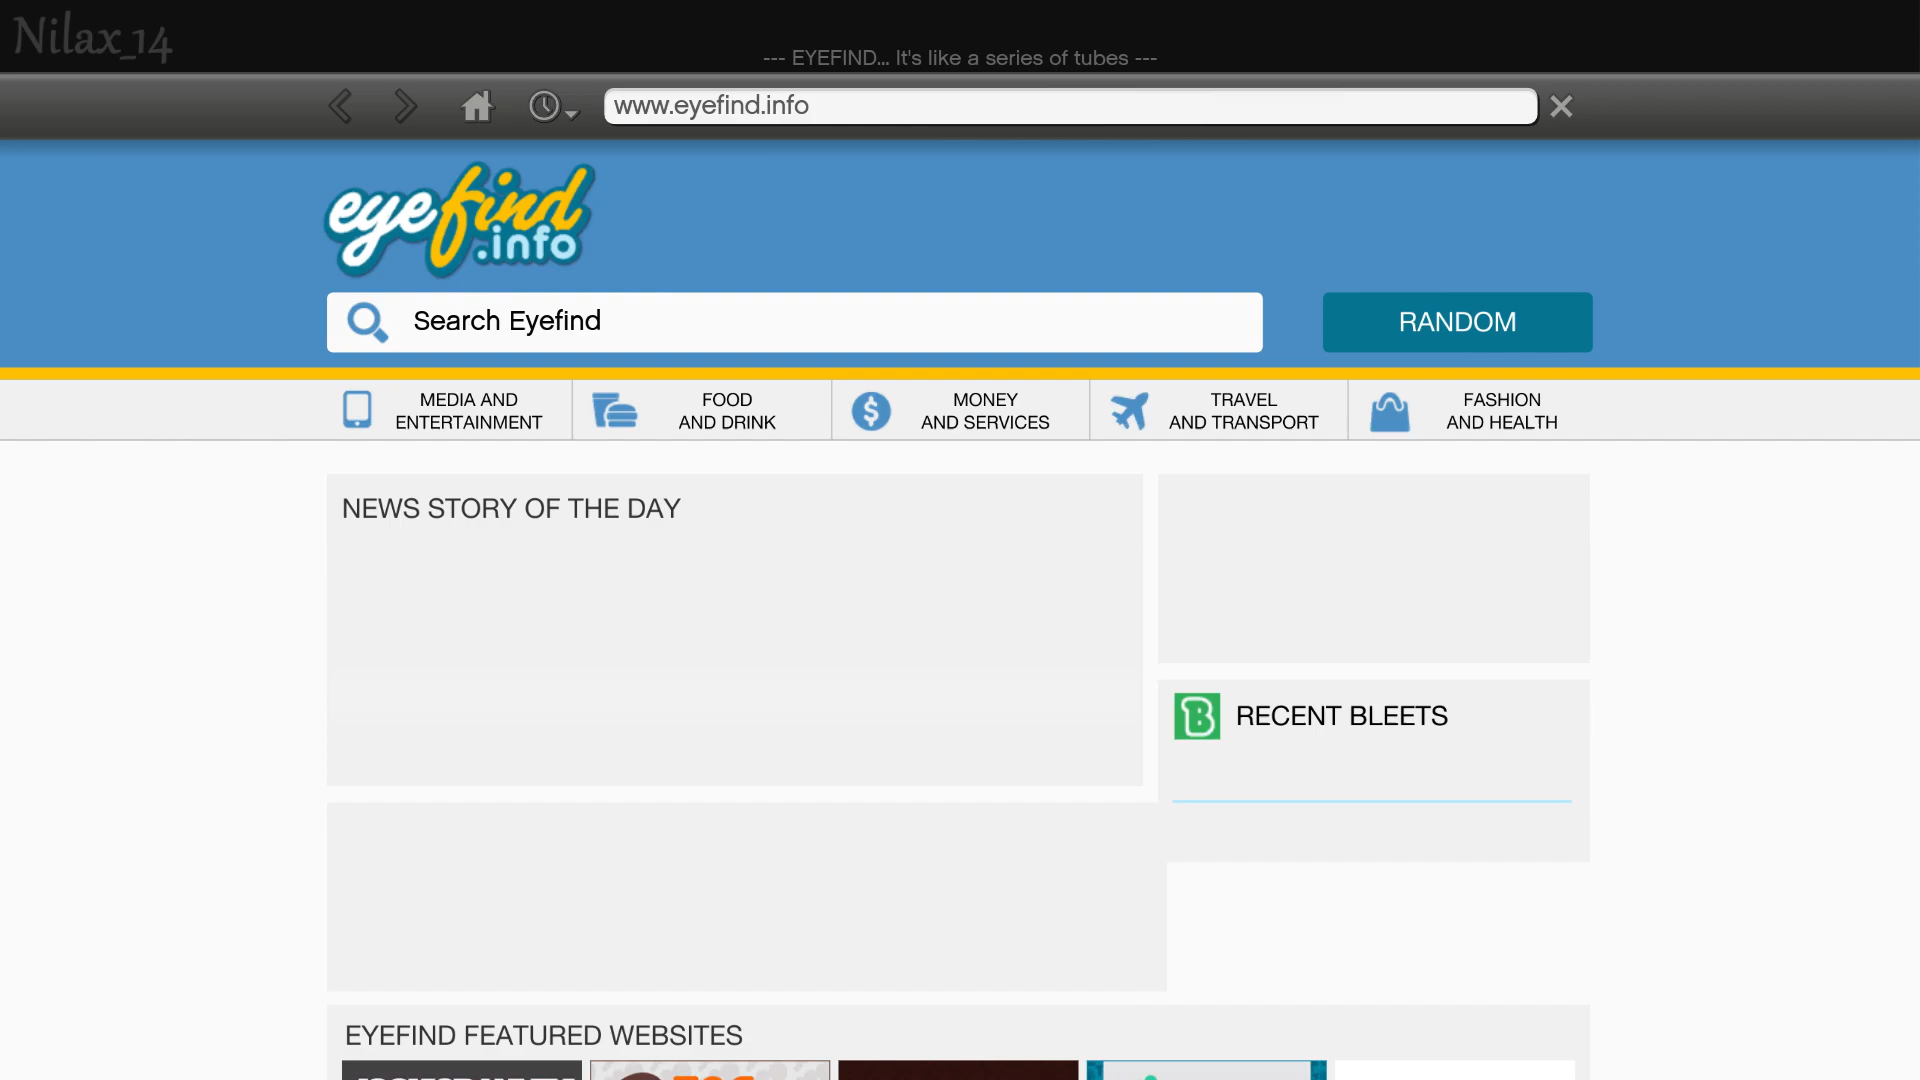 Nilax_14
--- EYEFIND... It's like a series of tubes ---
www.eyefind.info
eyefind
.info
Search Eyefind
RANDOM
MEDIA AND
ENTERTAINMENT
FOOD
AND DRINK
MONEY
AND SERVICES
TRAVEL
AND TRANSPORT
FASHION
AND HEALTH
NEWS STORY OF THE DAY
B RECENT BLEETS
EYEFIND FEATURED WEBSITES